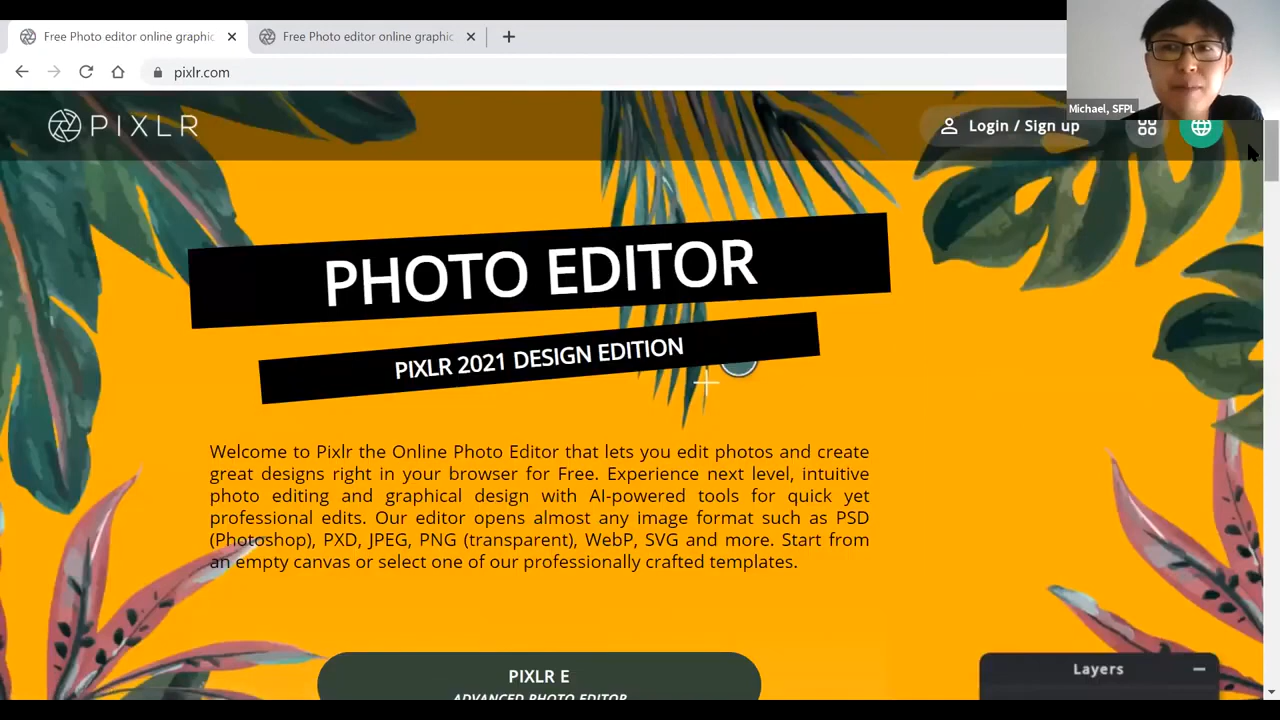 Free Photo editor online graphic
Free Photo editor online graphic
pixlr.com
Michael, SFPL
PIXLR
Login / Sign up
PHOTO EDITOR
PIXLR 2021 DESIGN EDITION
Welcome to Pixlr the Online Photo Editor that lets you edit photos and create
great designs right in your browser for Free. Experience next level, intuitive
photo editing and graphical design with AI-powered tools for quick yet
professional edits. Our editor opens almost any image format such as PSD
(Photoshop), PXD, JPEG, PNG (transparent), WebP, SVG and more. Start from
an empty canvas or select one of our professionally crafted templates.
PIXLR E
ADVANCED PHOTO EDITOR
Layers